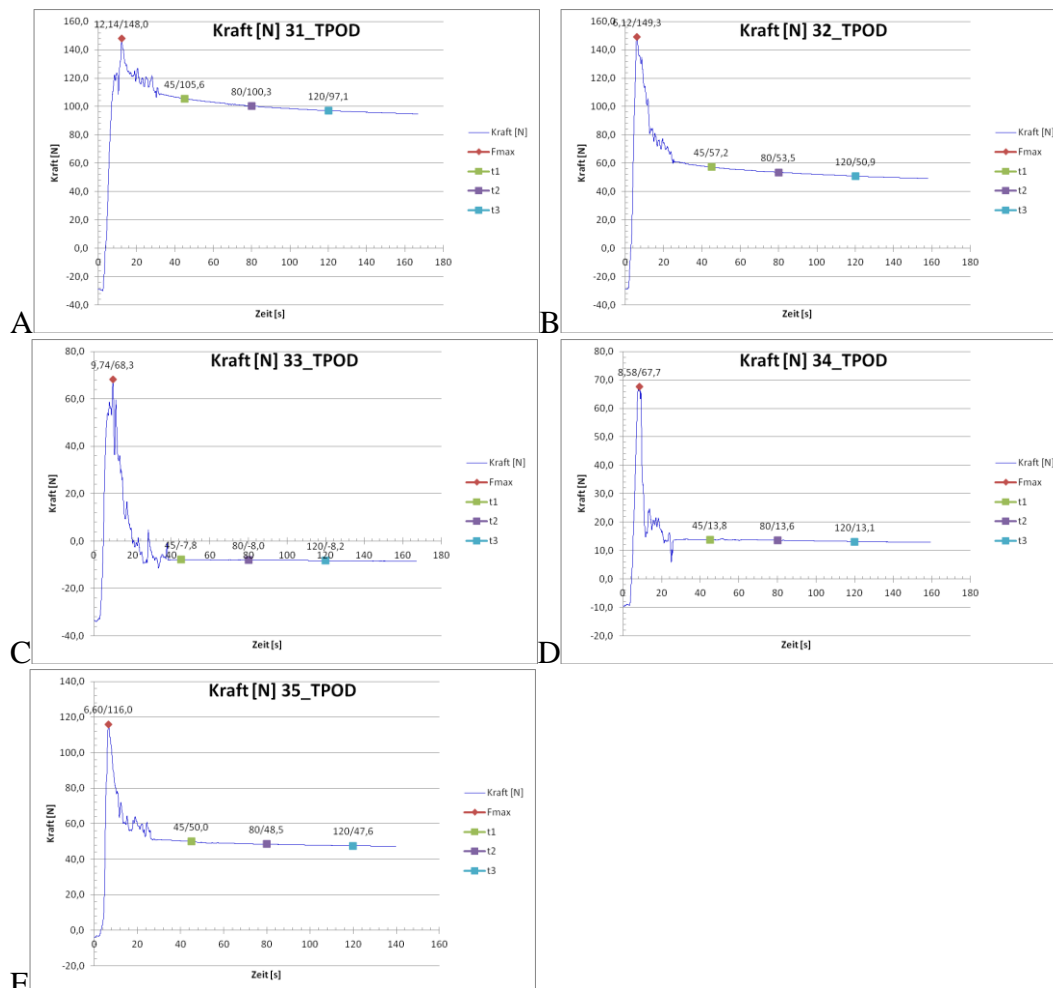 Kraft [N] 31_TPOD
12,14/148,0
160,0
140,0
120,0
100,0
80,0
60,0
40,0
20,0
0,0
-20,0
-40,0
Kraft [N]
45/105,6
80/100,3
120/97,1
0 20 40 60 80 100 120 140 160 180
Zeit [s]
Kraft [N]
Fmax
t1
t2
t3
A
Kraft [N] 32_TPOD
6,12/149,3
160,0
140,0
120,0
100,0
80,0
60,0
40,0
20,0
0,0
-20,0
-40,0
Kraft [N]
45/57,2
80/53,5
120/50,9
0 20 40 60 80 100 120 140 160 180
Zeit [s]
Kraft [N]
Fmax
t1
t2
t3
B
Kraft [N] 33_TPOD
9,74/68,3
80,0
60,0
40,0
20,0
0,0
-20,0
-40,0
Kraft [N]
45/-7,8
80/-8,0
120/-8,2
0 20 40 60 80 100 120 140 160 180
Zeit [s]
Kraft [N]
Fmax
t1
t2
t3
C
Kraft [N] 34_TPOD
8,58/67,7
80,0
70,0
60,0
50,0
40,0
30,0
20,0
10,0
0,0
-10,0
-20,0
Kraft [N]
45/13,8
80/13,6
120/13,1
0 20 40 60 80 100 120 140 160 180
Zeit [s]
Kraft [N]
Fmax
t1
t2
t3
D
Kraft [N] 35_TPOD
6,60/116,0
140,0
120,0
100,0
80,0
60,0
40,0
20,0
0,0
-20,0
Kraft [N]
45/50,0
80/48,5
120/47,6
0 20 40 60 80 100 120 140 160
Zeit [s]
Kraft [N]
Fmax
t1
t2
t3
E